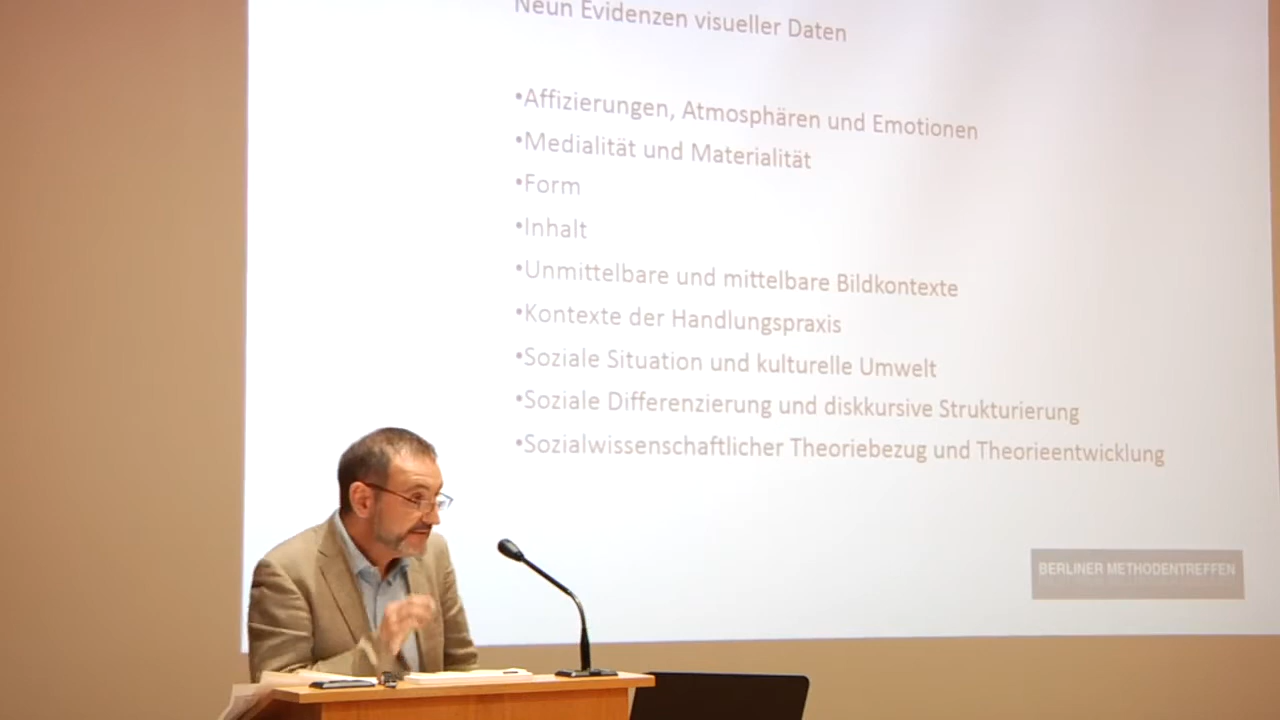 Neun Evidenzen visueller Daten
•Affizierungen, Atmosphären und Emotionen
•Medialität und Materialität
•Form
•Inhalt
•Unmittelbare und mittelbare Bildkontexte
•Kontexte der Handlungspraxis
•Soziale Situation und kulturelle Umwelt
•Soziale Differenzierung und diskkursive Strukturierung
•Sozialwissenschaftlicher Theoriebezug und Theorieentwicklung
BERLINER METHODENTREFFEN